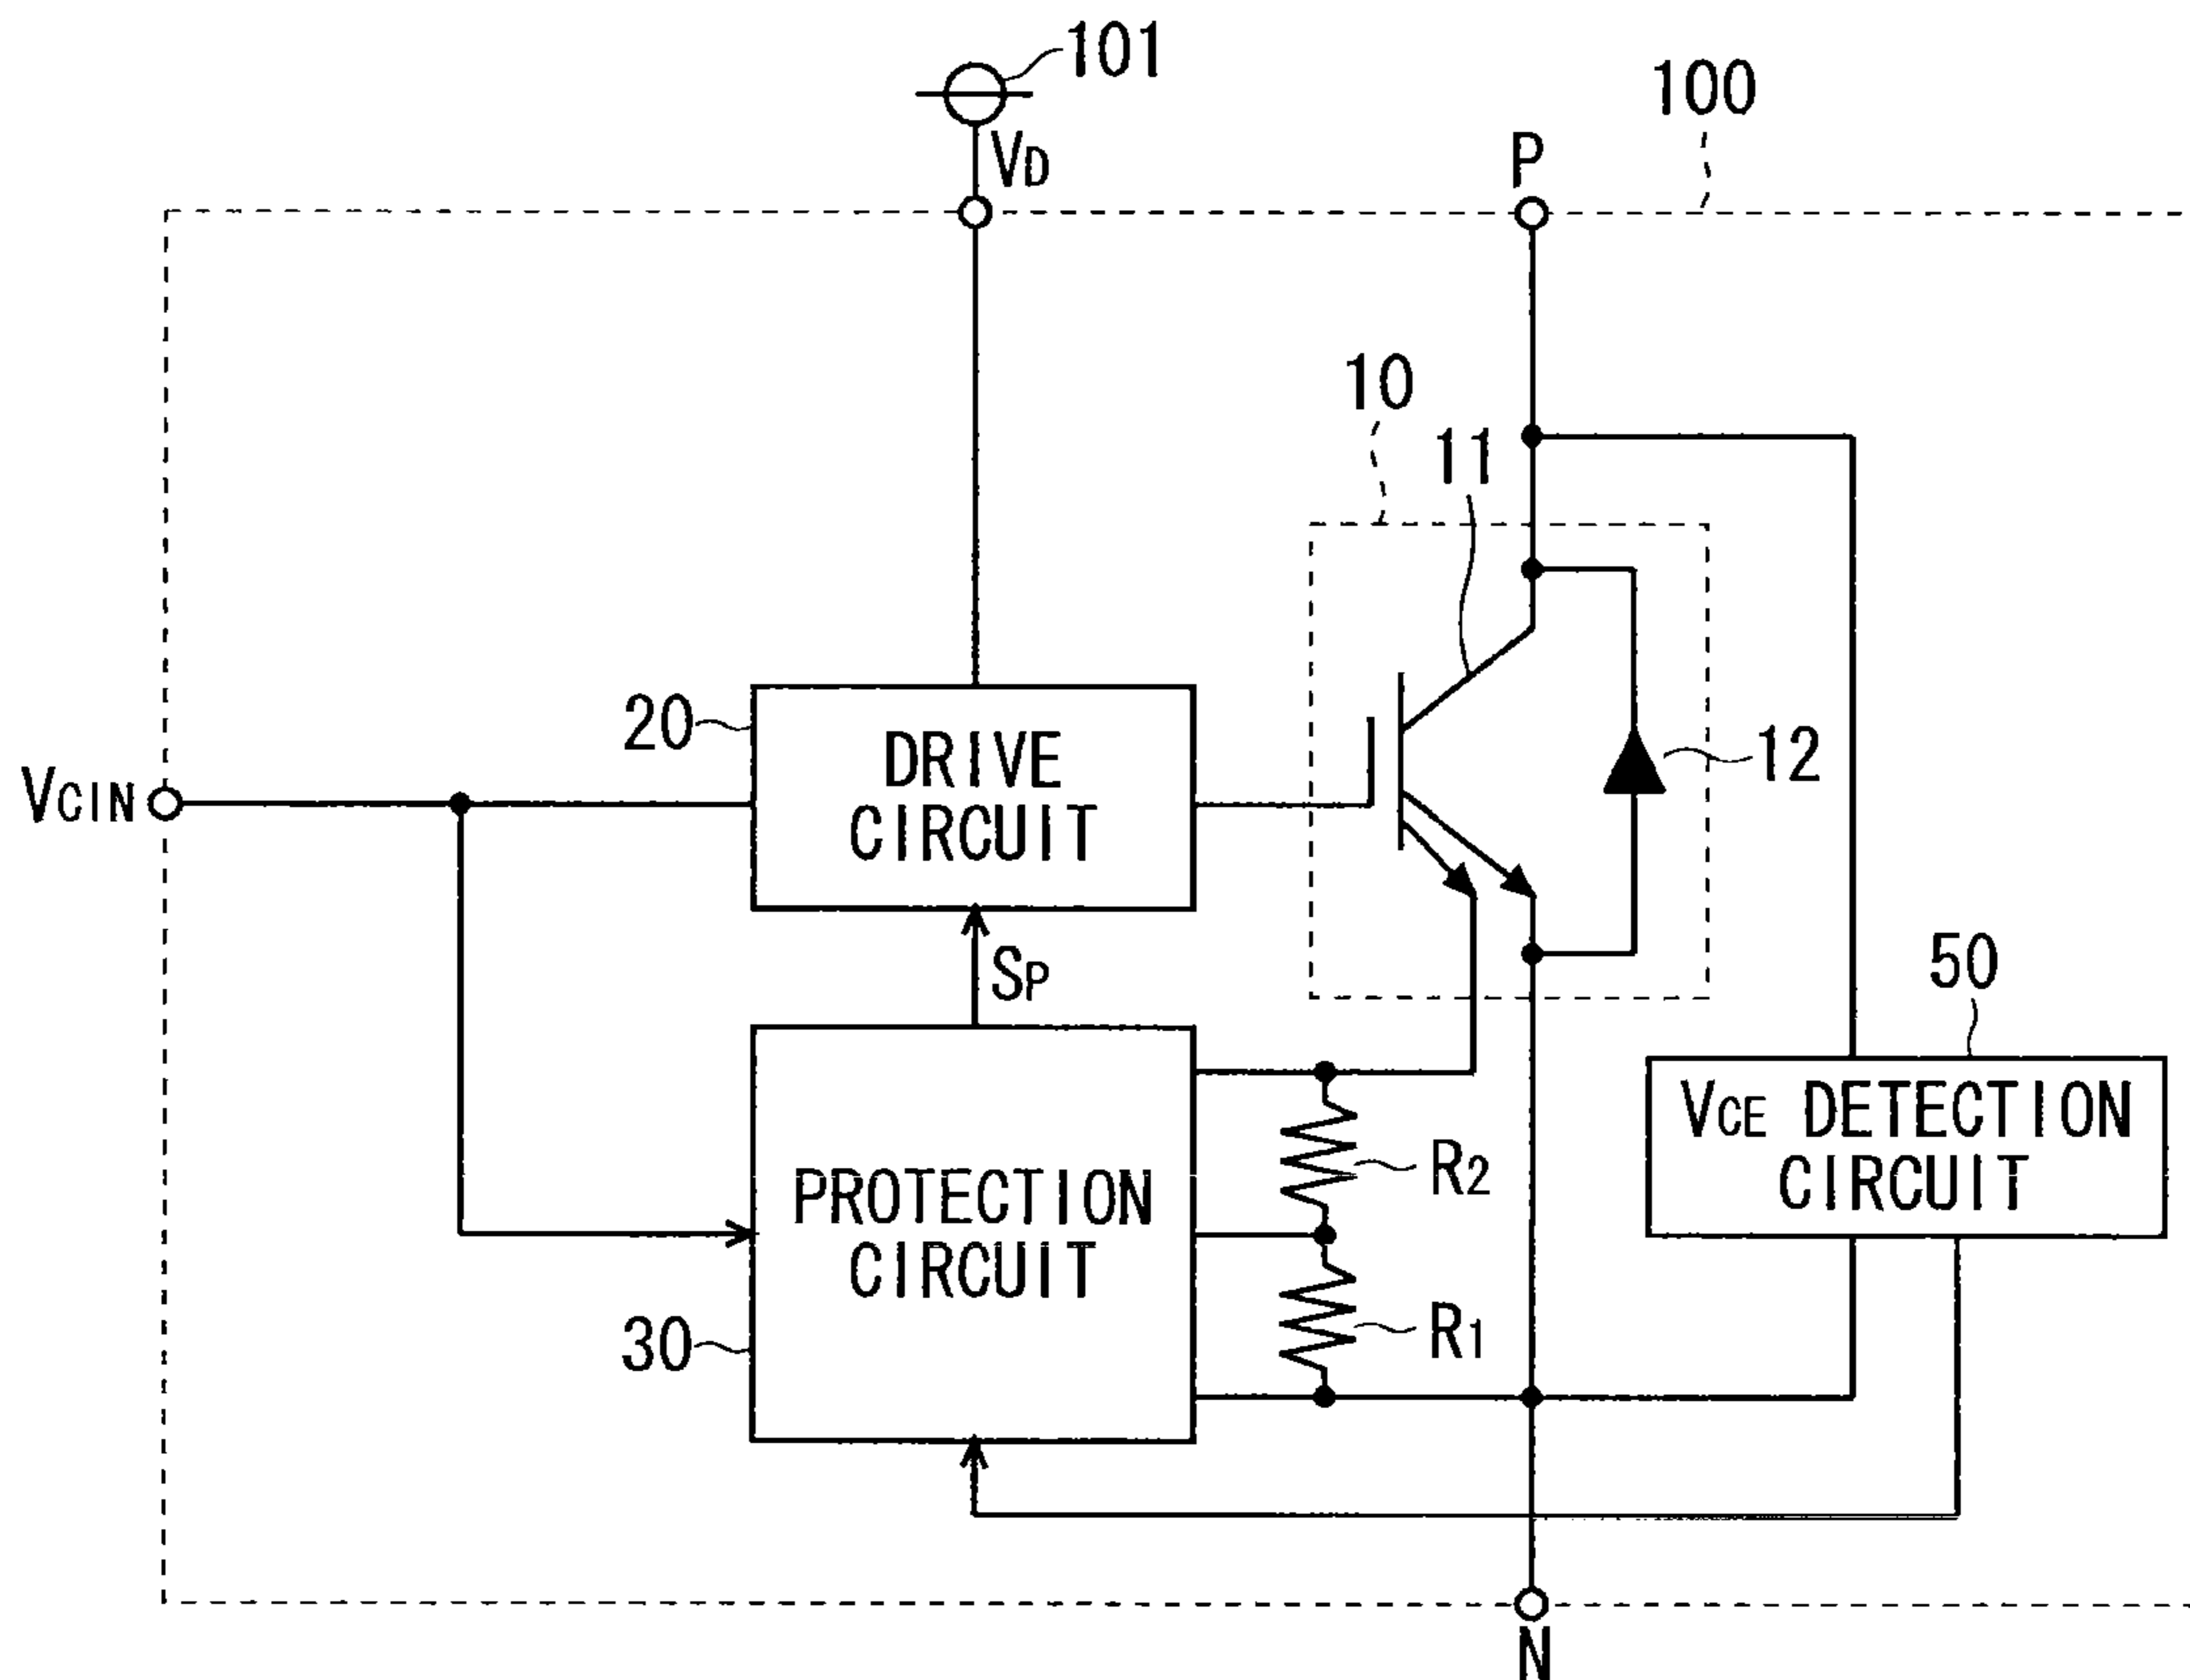 101
100
VD
P
10
11
20
DRIVE
CIRCUIT
12
VCIN
SP
50
VCE DETECTION
CIRCUIT
R2
PROTECTION
CIRCUIT
30
R1
N